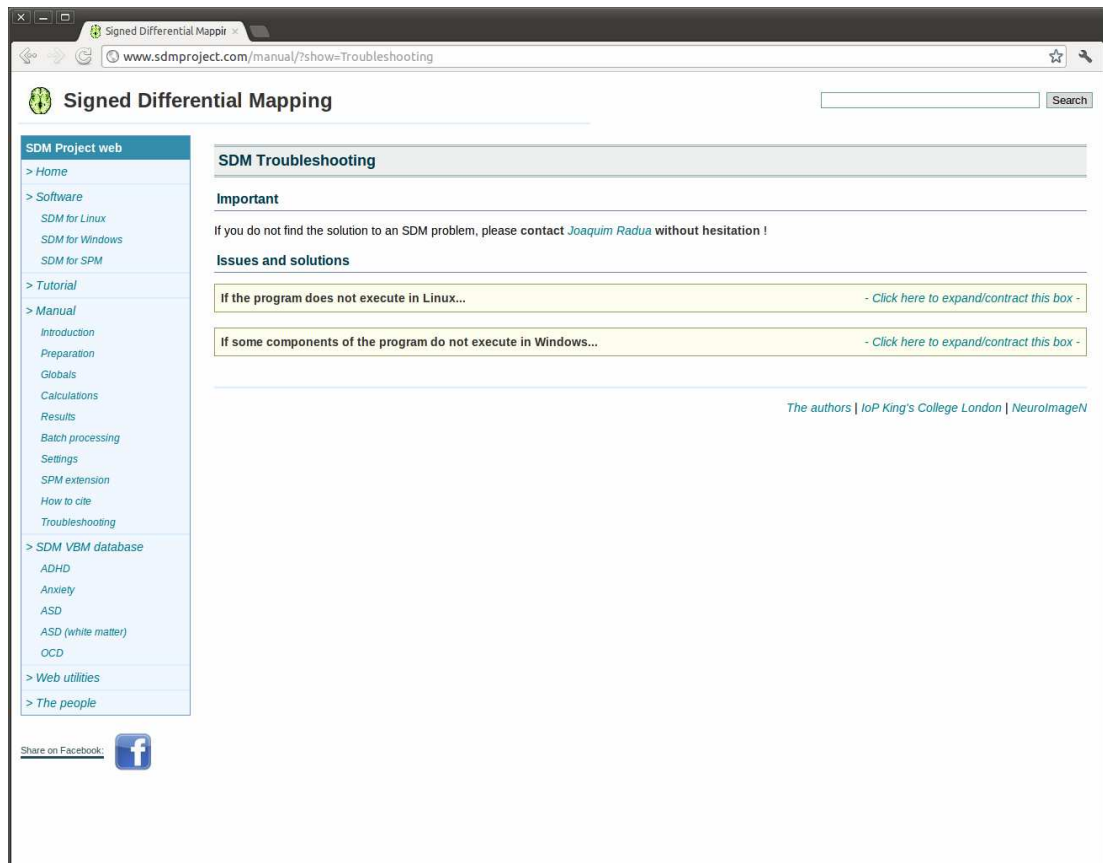 Signed Differential Mappin
www.sdmproject.com/manual/?show=Troubleshooting
Signed Differential Mapping
Search
SDM Project web
> Home
> Software
SDM for Linux
SDM for Windows
SDM for SPM
> Tutorial
> Manual
Introduction
Preparation
Globals
Calculations
Results
Batch processing
Settings
SPM extension
How to cite
Troubleshooting
> SDM VBM database
ADHD
Anxiety
ASD
ASD (white matter)
OCD
> Web utilities
> The people
Share on Facebook:
f
SDM Troubleshooting
Important
If you do not find the solution to an SDM problem, please contact Joaquim Radua without hesitation !
Issues and solutions
If the program does not execute in Linux... - Click here to expand/contract this box -
If some components of the program do not execute in Windows... - Click here to expand/contract this box -
The authors | IoP King's College London | NeuroImageN